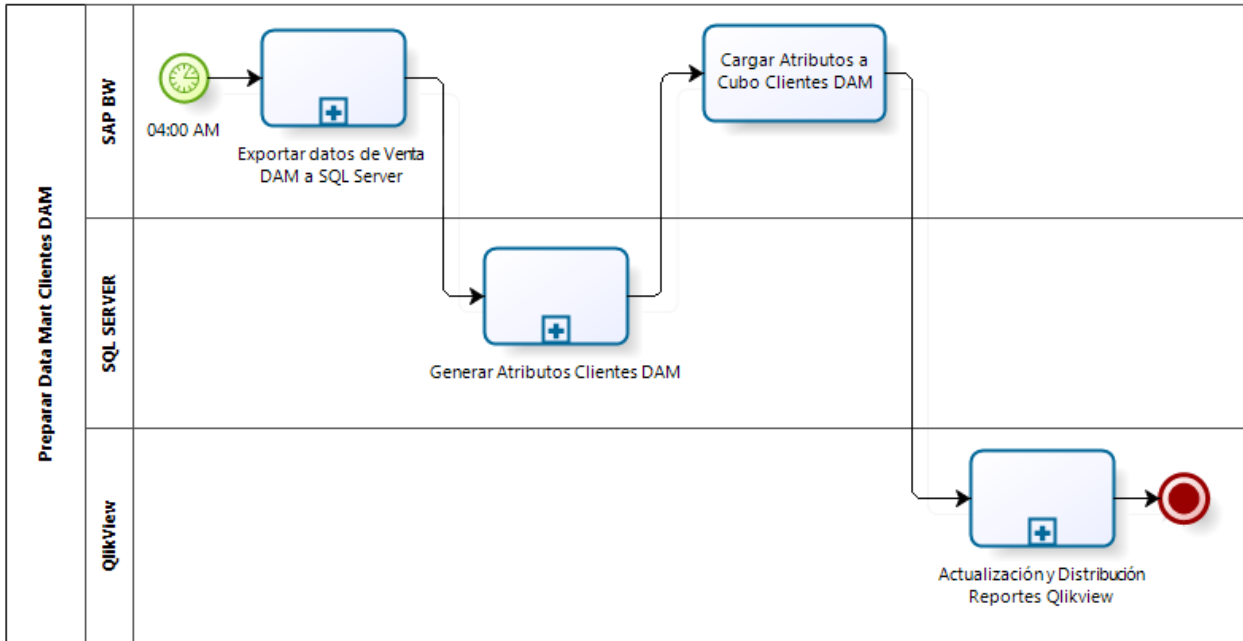 Preparar Data Mart Clientes DAM
SAP BW
04:00 AM
Exportar datos de Venta
DAM a SQL Server
Cargar Atributos a
Cubo Clientes DAM
SQL SERVER
Generar Atributos Clientes DAM
QlikView
Actualización y Distribución
Reportes Qlikview